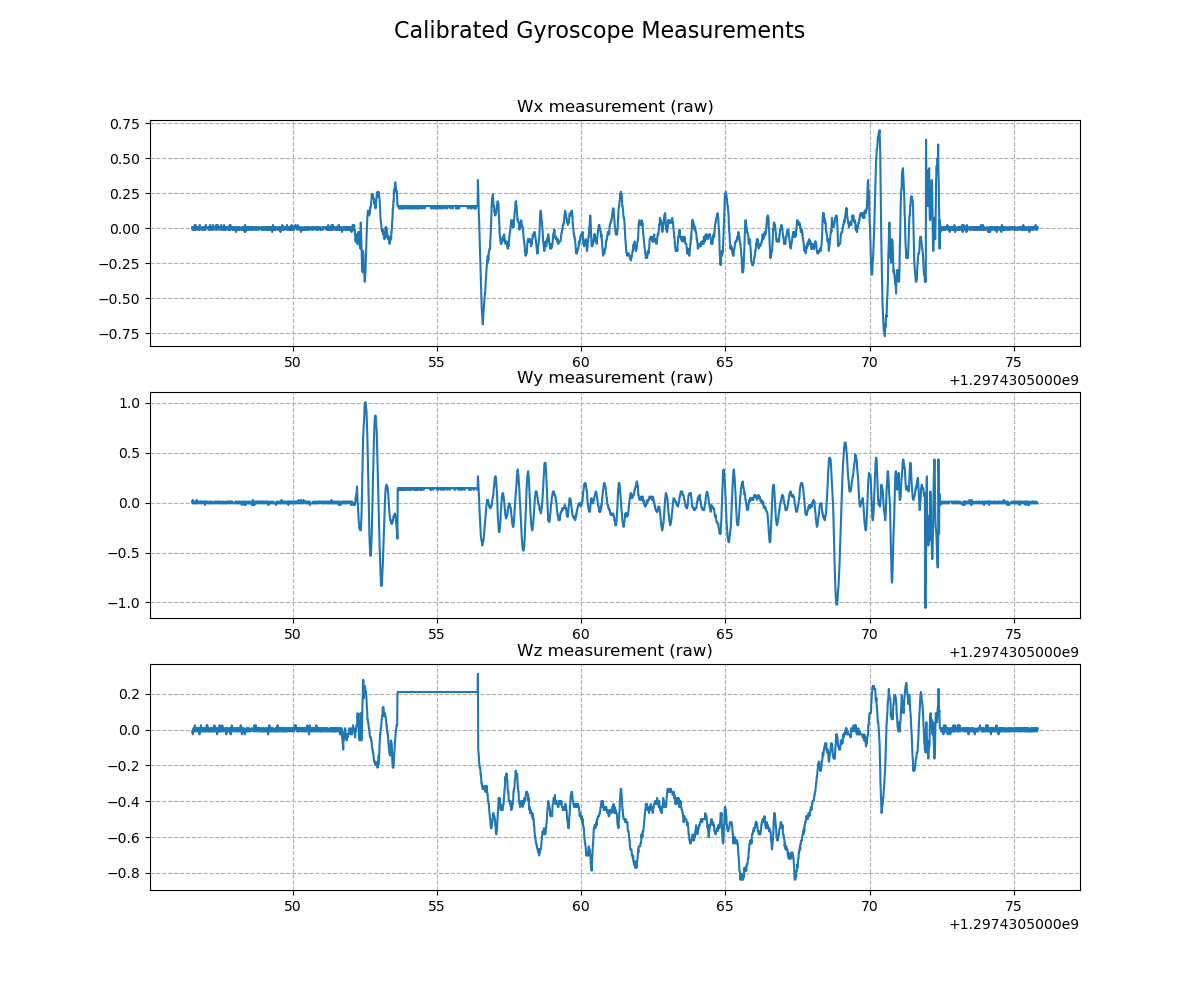 Calibrated Gyroscope Measurements
Wx measurement (raw)
0.75
0.50
0.25
0.00
−0.25
−0.50
−0.75
50 55 60 65 70 75
+1.2974305000e9
Wy measurement (raw)
1.0
0.5
0.0
−0.5
−1.0
50 55 60 65 70 75
+1.2974305000e9
Wz measurement (raw)
0.2
0.0
−0.2
−0.4
−0.6
−0.8
50 55 60 65 70 75
+1.2974305000e9